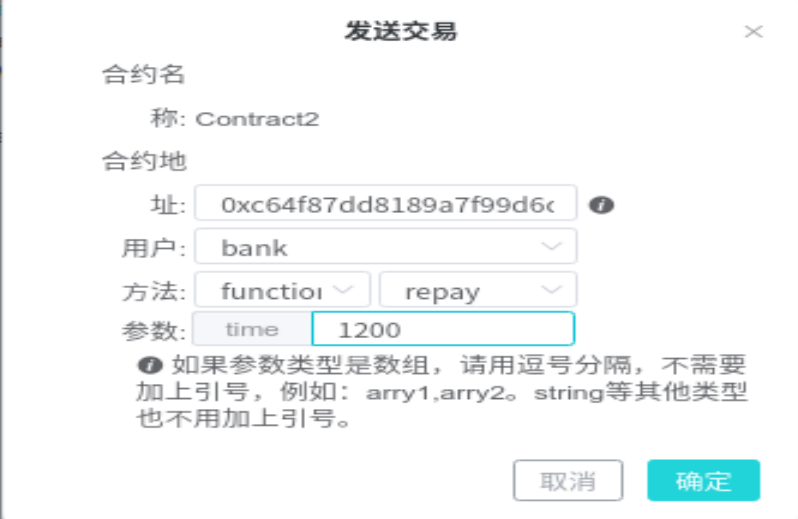 发送交易
合约名
称: Contract2
合约地
址: 0xc64f87dd8189a7f99d6c
用户: bank
方法: function repay
参数: time 1200
如果参数类型是数组，请用逗号分隔，不需要
加上引号，例如：arry1,arry2。string等其他类型
也不用加上引号。
取消 确定